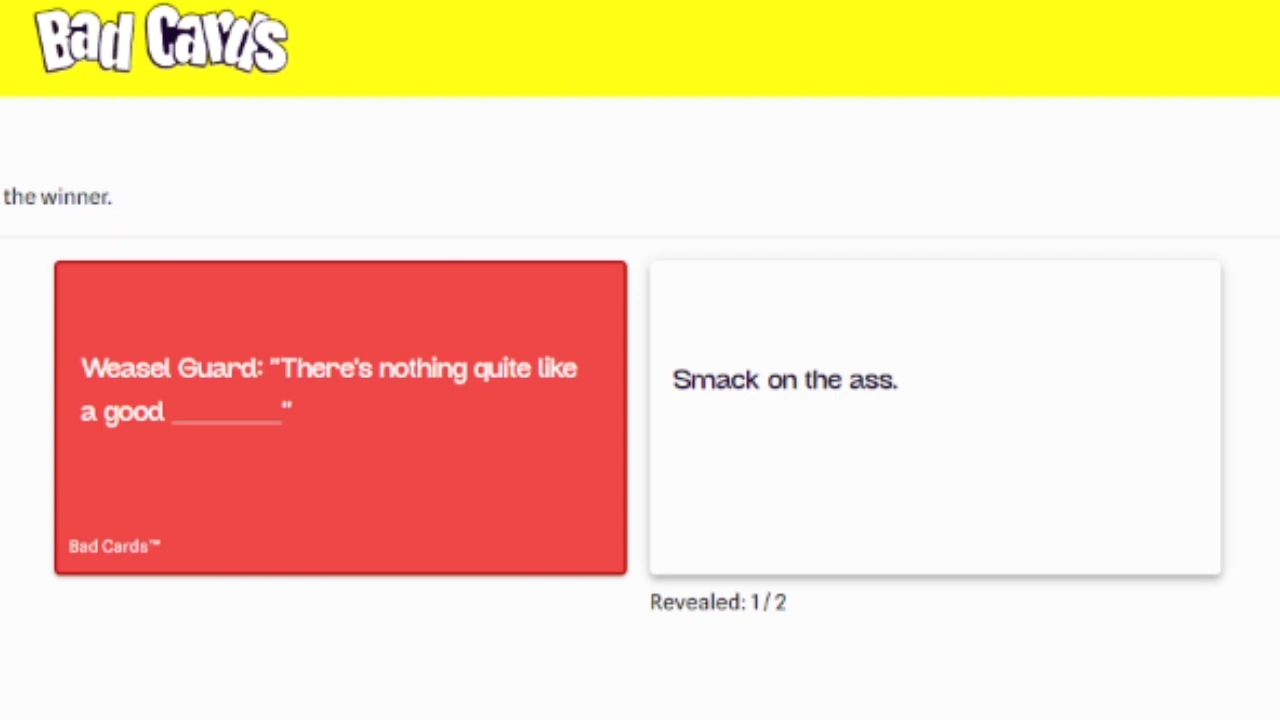 Bad Cards
the winner.
Weasel Guard: "There's nothing quite like
a good ________"
Bad Cards™
Smack on the ass.
Revealed: 1 / 2